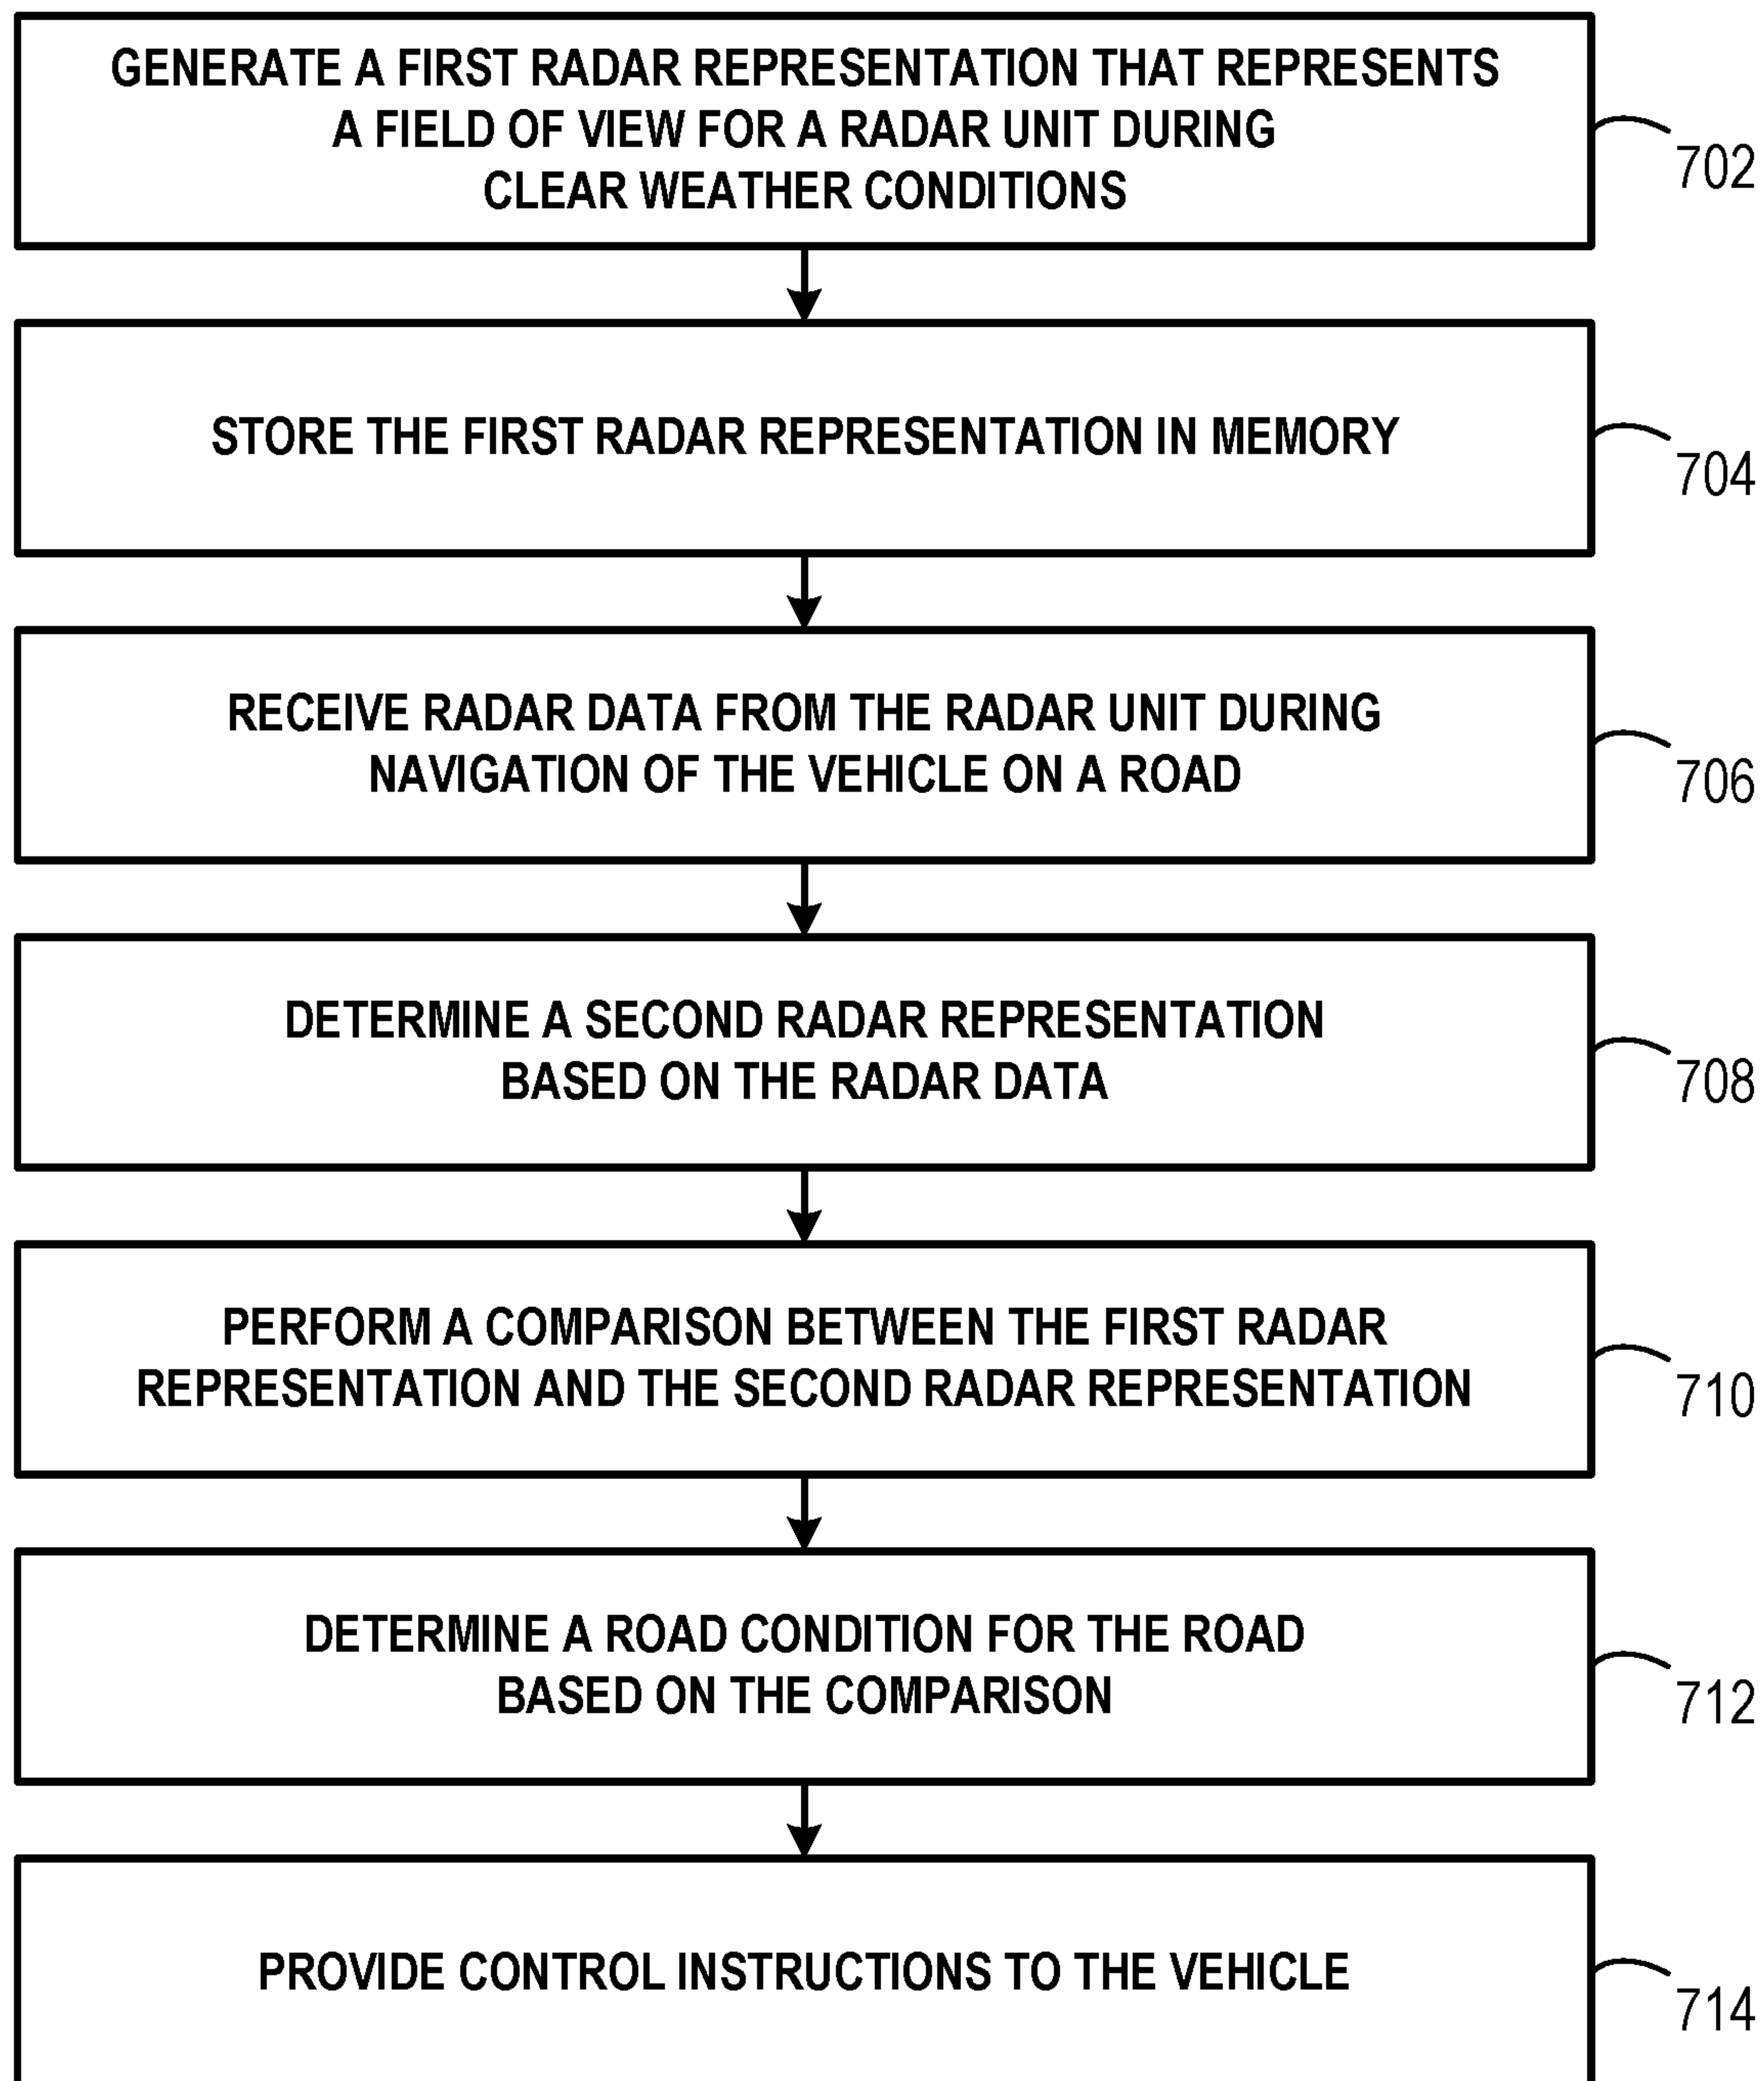 GENERATE A FIRST RADAR REPRESENTATION THAT REPRESENTS
A FIELD OF VIEW FOR A RADAR UNIT DURING
CLEAR WEATHER CONDITIONS
702
STORE THE FIRST RADAR REPRESENTATION IN MEMORY
704
RECEIVE RADAR DATA FROM THE RADAR UNIT DURING
NAVIGATION OF THE VEHICLE ON A ROAD
706
DETERMINE A SECOND RADAR REPRESENTATION
BASED ON THE RADAR DATA
708
PERFORM A COMPARISON BETWEEN THE FIRST RADAR
REPRESENTATION AND THE SECOND RADAR REPRESENTATION
710
DETERMINE A ROAD CONDITION FOR THE ROAD
BASED ON THE COMPARISON
712
PROVIDE CONTROL INSTRUCTIONS TO THE VEHICLE
714